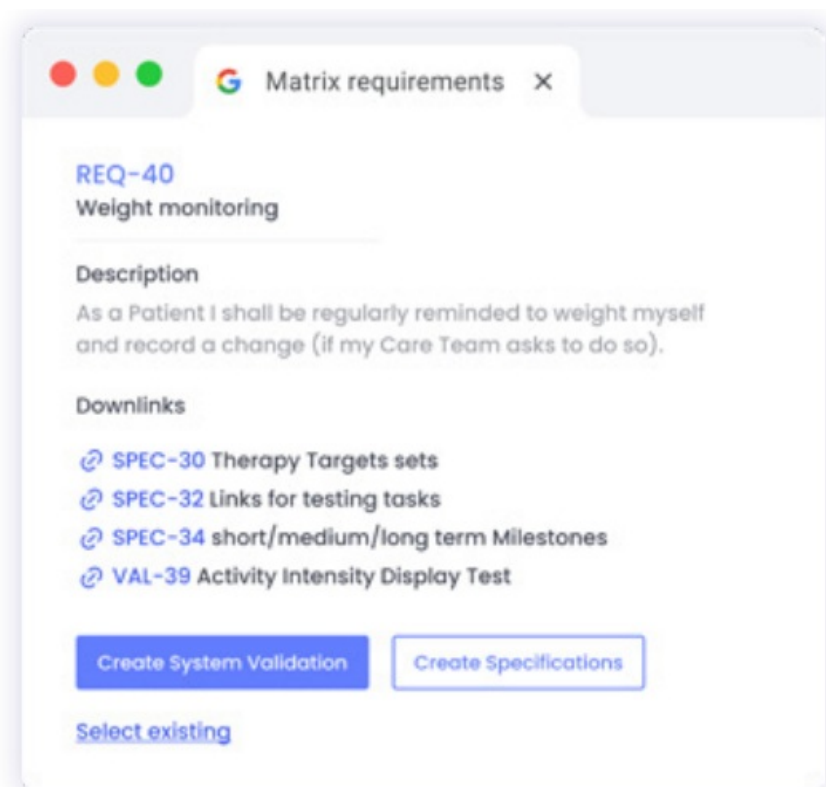 Matrix requirements
REQ-40
Weight monitoring
Description
As a Patient I shall be regularly reminded to weight myself
and record a change (if my Care Team asks to do so).
Downlinks
SPEC-30 Therapy Targets sets
SPEC-32 Links for testing tasks
SPEC-34 short/medium/long term Milestones
VAL-39 Activity Intensity Display Test
Create System Validation Create Specifications
Select existing